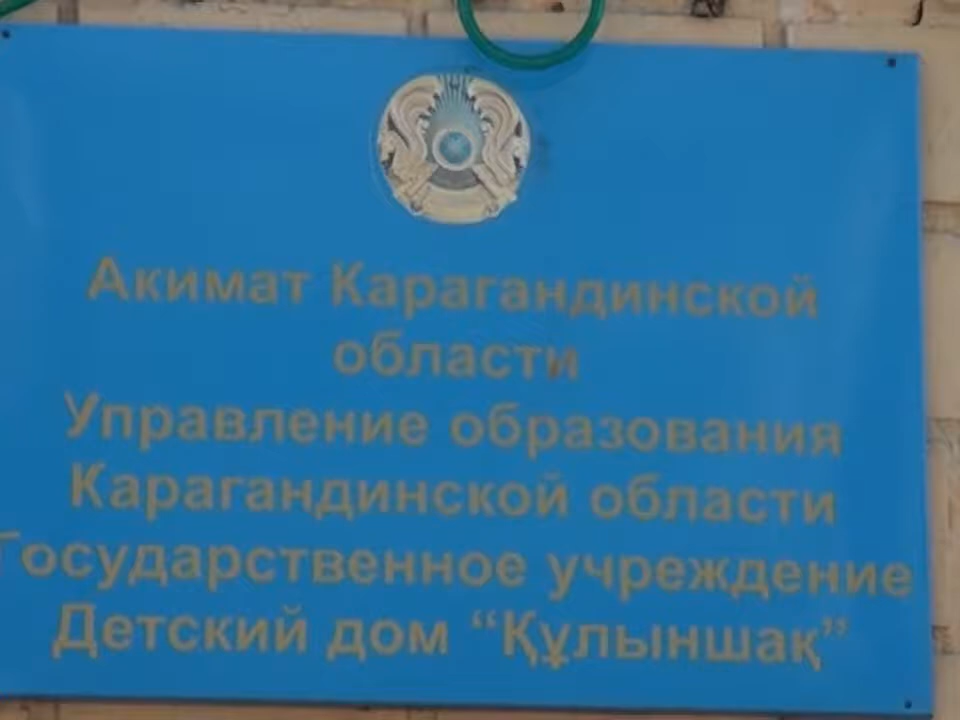 Акимат Карагандинской
области
Управление образования
Карагандинской области
Государственное учреждение
Детский дом “Құлыншақ”